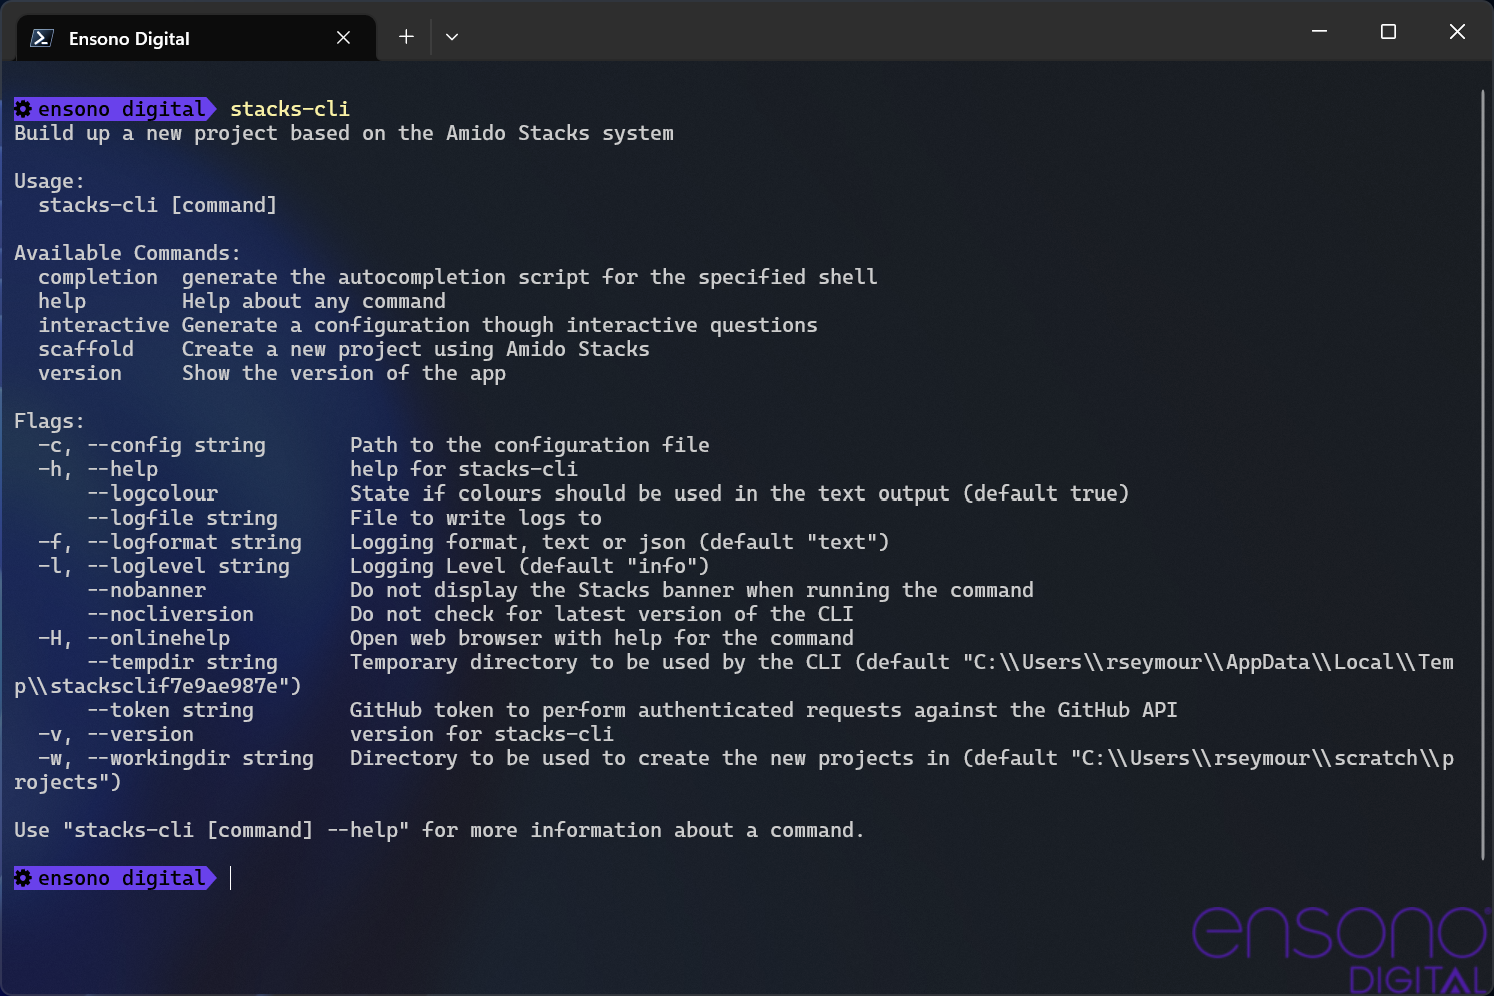 Ensono Digital
ensono digital stacks-cli
Build up a new project based on the Amido Stacks system
Usage:
  stacks-cli [command]
Available Commands:
  completion  generate the autocompletion script for the specified shell
  help        Help about any command
  interactive Generate a configuration though interactive questions
  scaffold    Create a new project using Amido Stacks
  version     Show the version of the app
Flags:
  -c, --config string       Path to the configuration file
  -h, --help                help for stacks-cli
      --logcolour           State if colours should be used in the text output (default true)
      --logfile string      File to write logs to
  -f, --logformat string    Logging format, text or json (default "text")
  -l, --loglevel string     Logging Level (default "info")
      --nobanner            Do not display the Stacks banner when running the command
      --nocliversion        Do not check for latest version of the CLI
  -H, --onlinehelp          Open web browser with help for the command
      --tempdir string      Temporary directory to be used by the CLI (default "C:\\Users\\rseymour\\AppData\\Local\\Tem
p\\stacksclif7e9ae987e")
      --token string        GitHub token to perform authenticated requests against the GitHub API
  -v, --version             version for stacks-cli
  -w, --workingdir string   Directory to be used to create the new projects in (default "C:\\Users\\rseymour\\scratch\\p
rojects")
Use "stacks-cli [command] --help" for more information about a command.
ensono digital
ensono
DIGITAL